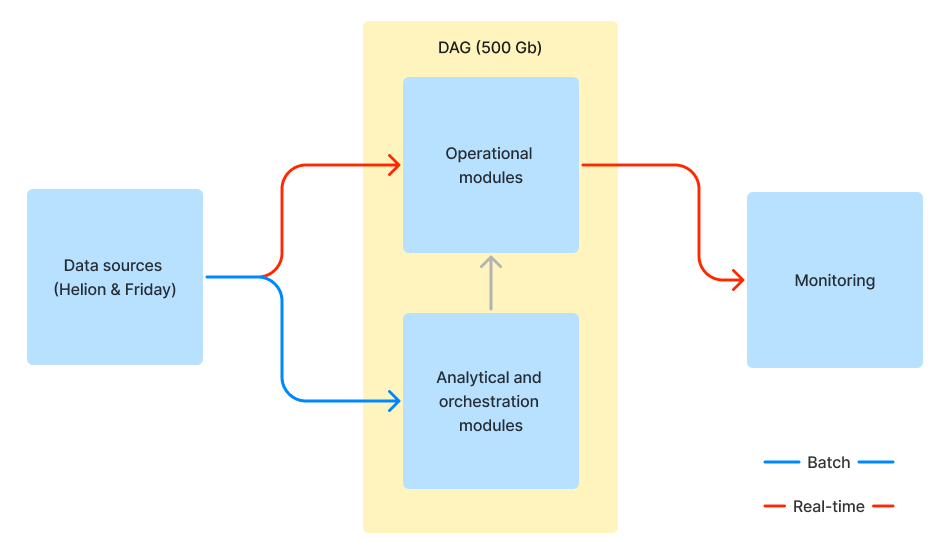 DAG (500 Gb)
Operational
modules
Data sources
(Helion & Friday)
Monitoring
Analytical and
orchestration
modules
Batch
Real-time